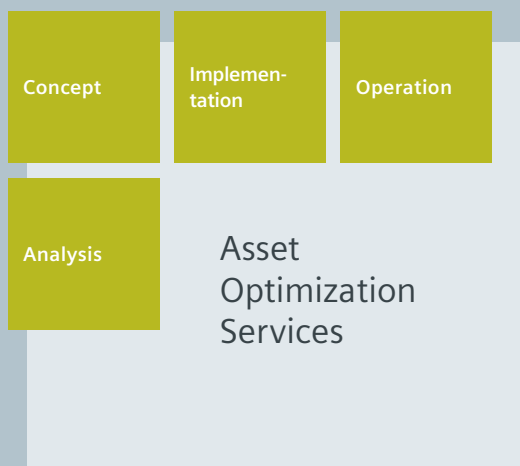 Concept
Implemen-
tation
Operation
Analysis
Asset
Optimization
Services